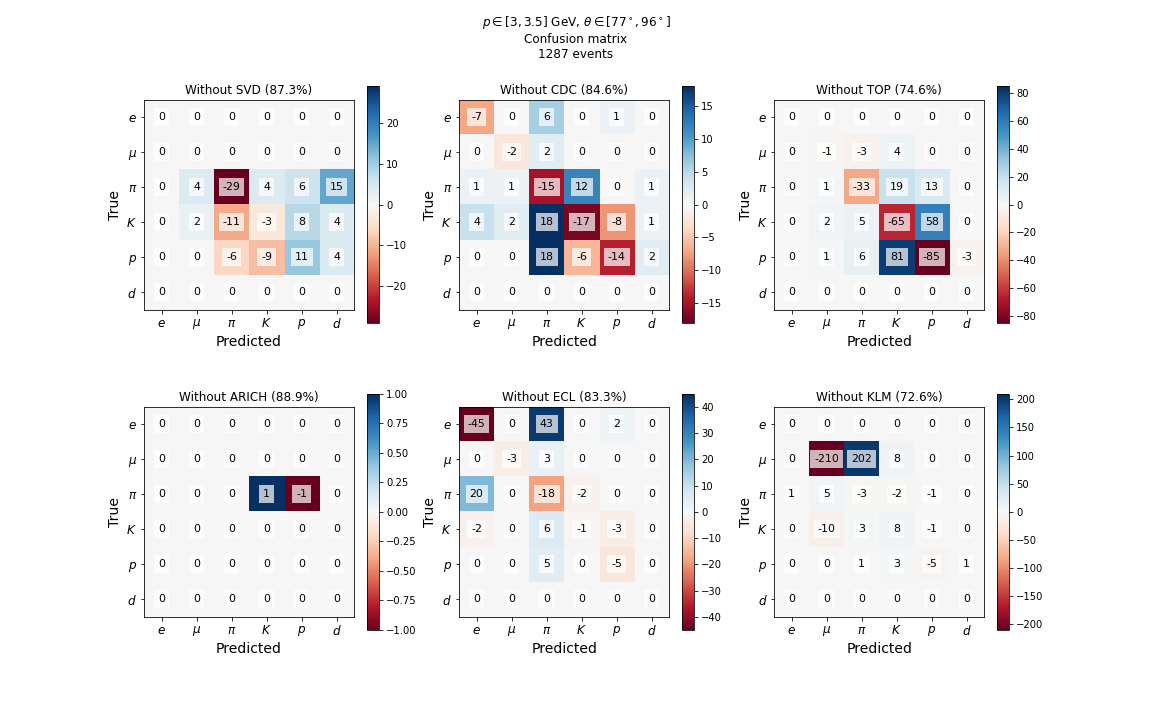 p ∈ [3, 3.5] GeV, θ ∈ [77°, 96°]
Confusion matrix
1287 events
Without SVD (87.3%)
True
e 0 0 0 0 0 0
μ 0 0 0 0 0 0
π 0 4 -29 4 6 15
K 0 2 -11 -3 8 4
p 0 0 -6 -9 11 4
d 0 0 0 0 0 0
e μ π K p d
Predicted
20
10
0
−10
−20
Without CDC (84.6%)
True
e -7 0 6 0 1 0
μ 0 -2 2 0 0 0
π 1 1 -15 12 0 1
K 4 2 18 -17 -8 1
p 0 0 18 -6 -14 2
d 0 0 0 0 0 0
e μ π K p d
Predicted
15
10
5
0
−5
−10
−15
Without TOP (74.6%)
True
e 0 0 0 0 0 0
μ 0 -1 -3 4 0 0
π 0 1 -33 19 13 0
K 0 2 5 -65 58 0
p 0 1 6 81 -85 -3
d 0 0 0 0 0 0
e μ π K p d
Predicted
80
60
40
20
0
−20
−40
−60
−80
Without ARICH (88.9%)
True
e 0 0 0 0 0 0
μ 0 0 0 0 0 0
π 0 0 0 1 -1 0
K 0 0 0 0 0 0
p 0 0 0 0 0 0
d 0 0 0 0 0 0
e μ π K p d
Predicted
1.00
0.75
0.50
0.25
0.00
−0.25
−0.50
−0.75
−1.00
Without ECL (83.3%)
True
e -45 0 43 0 2 0
μ 0 -3 3 0 0 0
π 20 0 -18 -2 0 0
K -2 0 6 -1 -3 0
p 0 0 5 0 -5 0
d 0 0 0 0 0 0
e μ π K p d
Predicted
40
30
20
10
0
−10
−20
−30
−40
Without KLM (72.6%)
True
e 0 0 0 0 0 0
μ 0 -210 202 8 0 0
π 1 5 -3 -2 -1 0
K 0 -10 3 8 -1 0
p 0 0 1 3 -5 1
d 0 0 0 0 0 0
e μ π K p d
Predicted
200
150
100
50
0
−50
−100
−150
−200